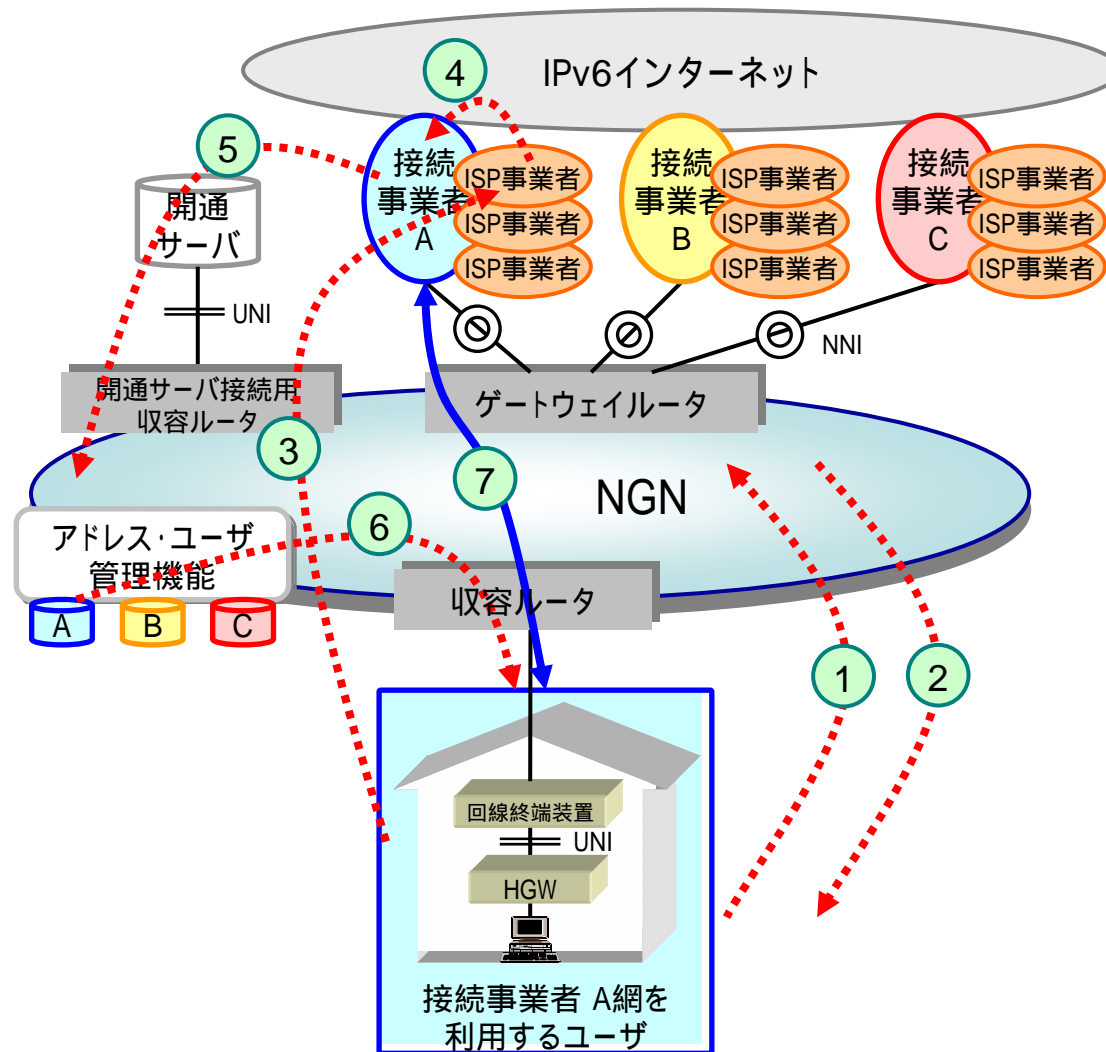 IPv6インターネット
4
5
接続
事業者
A
ISP事業者
ISP事業者
ISP事業者
接続
事業者
B
ISP事業者
ISP事業者
ISP事業者
接続
事業者
C
ISP事業者
ISP事業者
ISP事業者
開通
サーバ
UNI
NNI
開通サーバ接続用
収容ルータ
ゲートウェイルータ
3
7
NGN
6
アドレス・ユーザ
管理機能
A
B
C
収容ルータ
1
2
回線終端装置
UNI
HGW
接続事業者 A網を
利用するユーザ